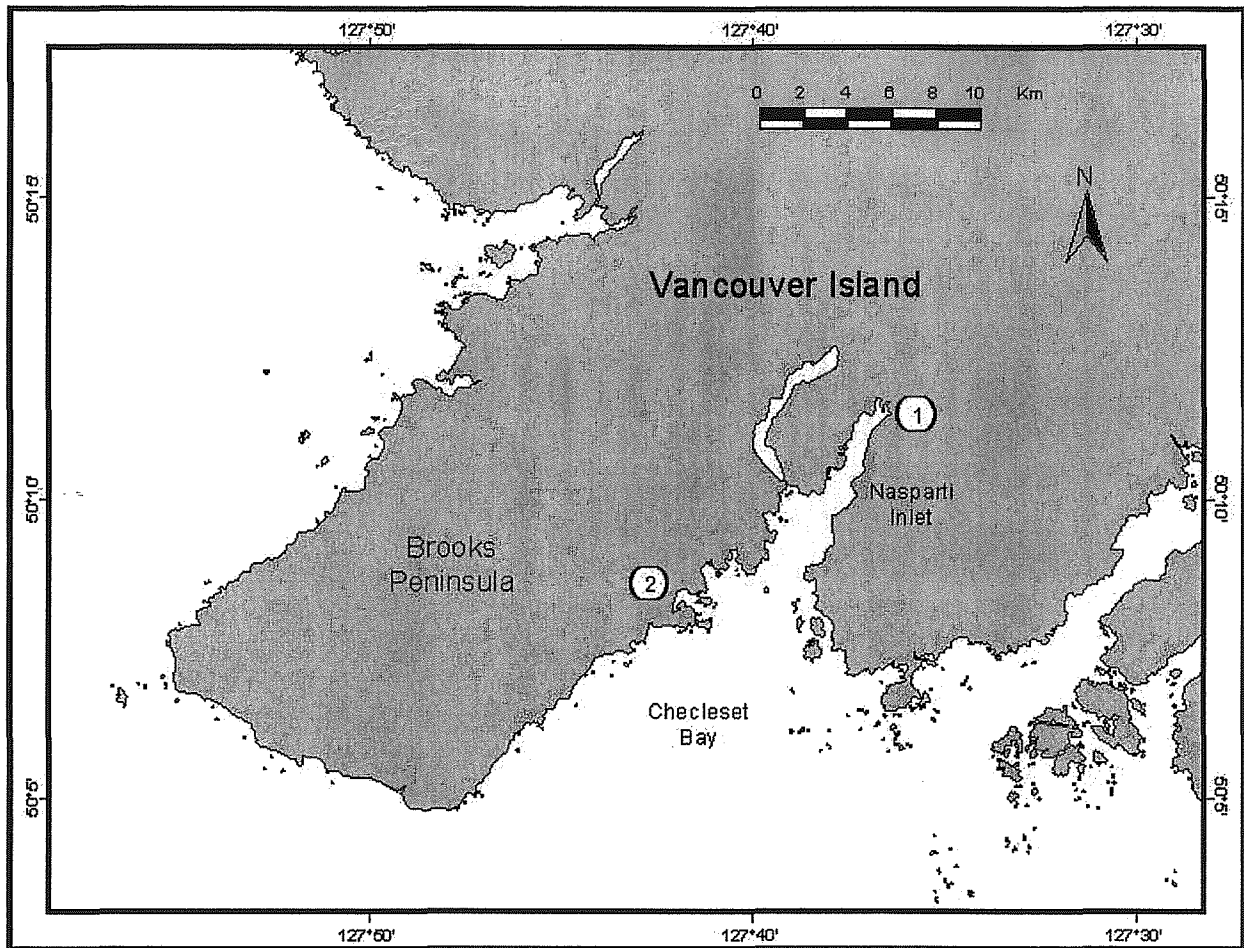 127°50' 127°40' 127°30'
0 2 4 6 8 10 Km
N
50°15' 50°15'
Vancouver Island
1
Nasparti
Inlet
50°10' 50°10'
Brooks
Peninsula
2
Checleset
Bay
50°5' 50°5'
127°50' 127°40' 127°30'